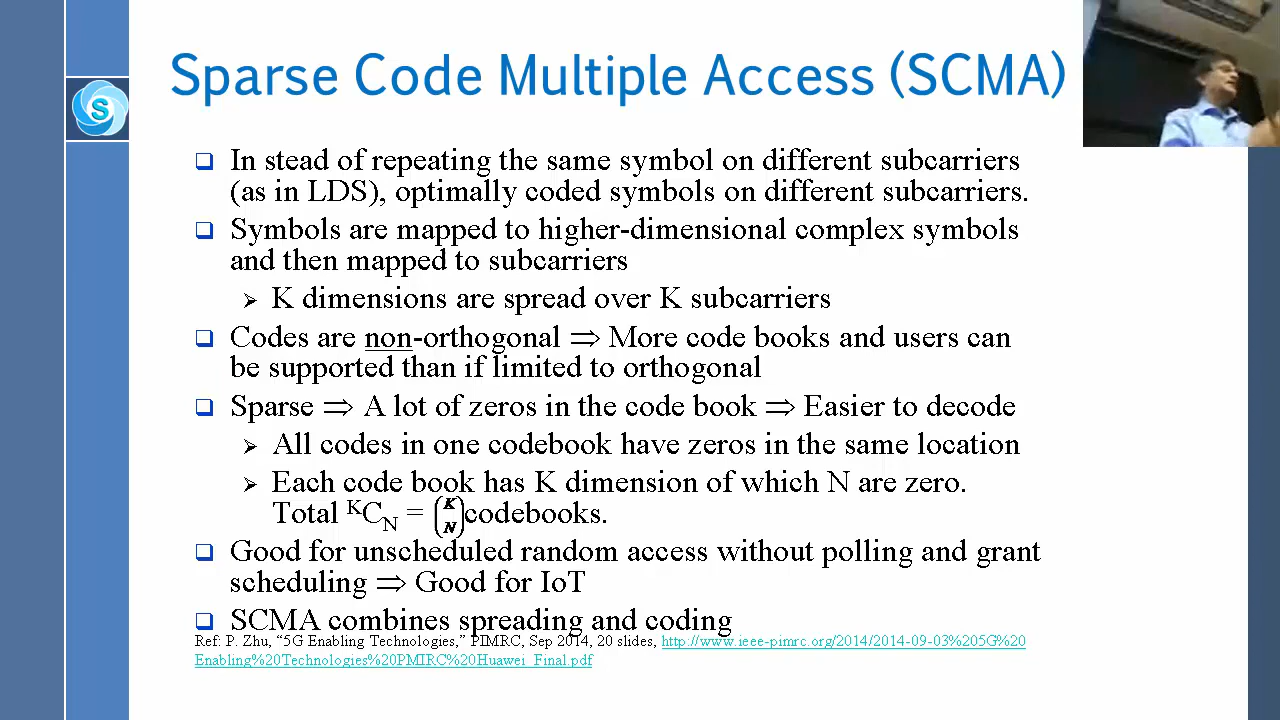 Sparse Code Multiple Access (SCMA)
S
In stead of repeating the same symbol on different subcarriers
(as in LDS), optimally coded symbols on different subcarriers.
Symbols are mapped to higher-dimensional complex symbols
and then mapped to subcarriers
K dimensions are spread over K subcarriers
Codes are non-orthogonal ⇒ More code books and users can
be supported than if limited to orthogonal
Sparse ⇒ A lot of zeros in the code book ⇒ Easier to decode
All codes in one codebook have zeros in the same location
Each code book has K dimension of which N are zero.
Total ᴷC_N = (K N) codebooks.
Good for unscheduled random access without polling and grant
scheduling ⇒ Good for IoT
SCMA combines spreading and coding
Ref: P. Zhu, “5G Enabling Technologies,” PIMRC, Sep 2014, 20 slides, http://www.ieee-pimrc.org/2014/2014-09-03%205G%20
Enabling%20Technologies%20PMIRC%20Huawei_Final.pdf